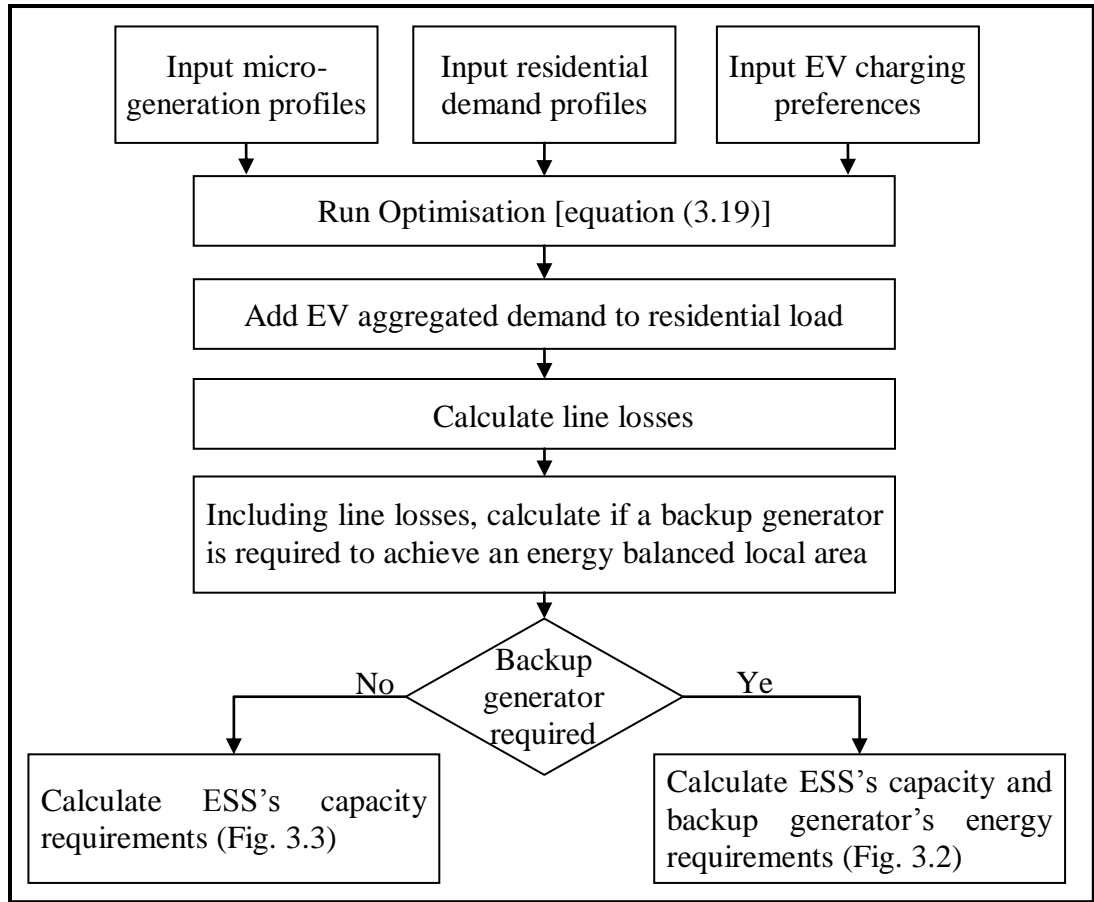 Input micro-
generation profiles
Input residential
demand profiles
Input EV charging
preferences
Run Optimisation [equation (3.19)]
Add EV aggregated demand to residential load
Calculate line losses
Including line losses, calculate if a backup generator
is required to achieve an energy balanced local area
Backup
generator
required
No
Ye
Calculate ESS’s capacity
requirements (Fig. 3.3)
Calculate ESS’s capacity and
backup generator’s energy
requirements (Fig. 3.2)